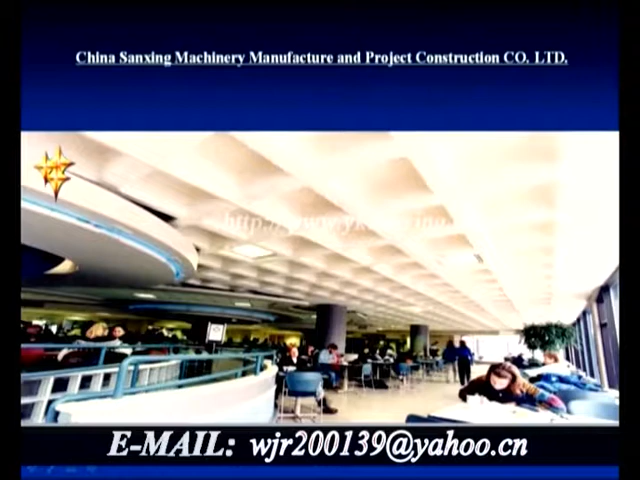 China Sanxing Machinery Manufacture and Project Construction CO. LTD.
E-MAIL: wjr200139@yahoo.cn